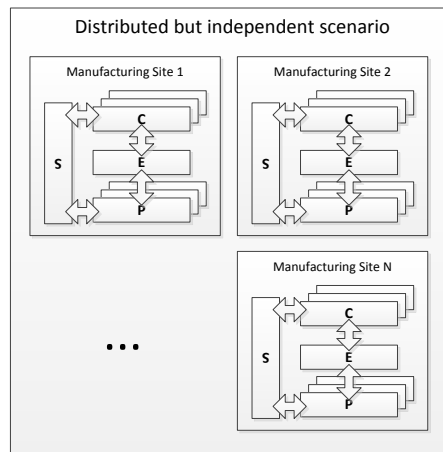 Distributed but independent scenario
Manufacturing Site 1
C
S
E
P
Manufacturing Site 2
C
S
E
P
...
Manufacturing Site N
C
S
E
P